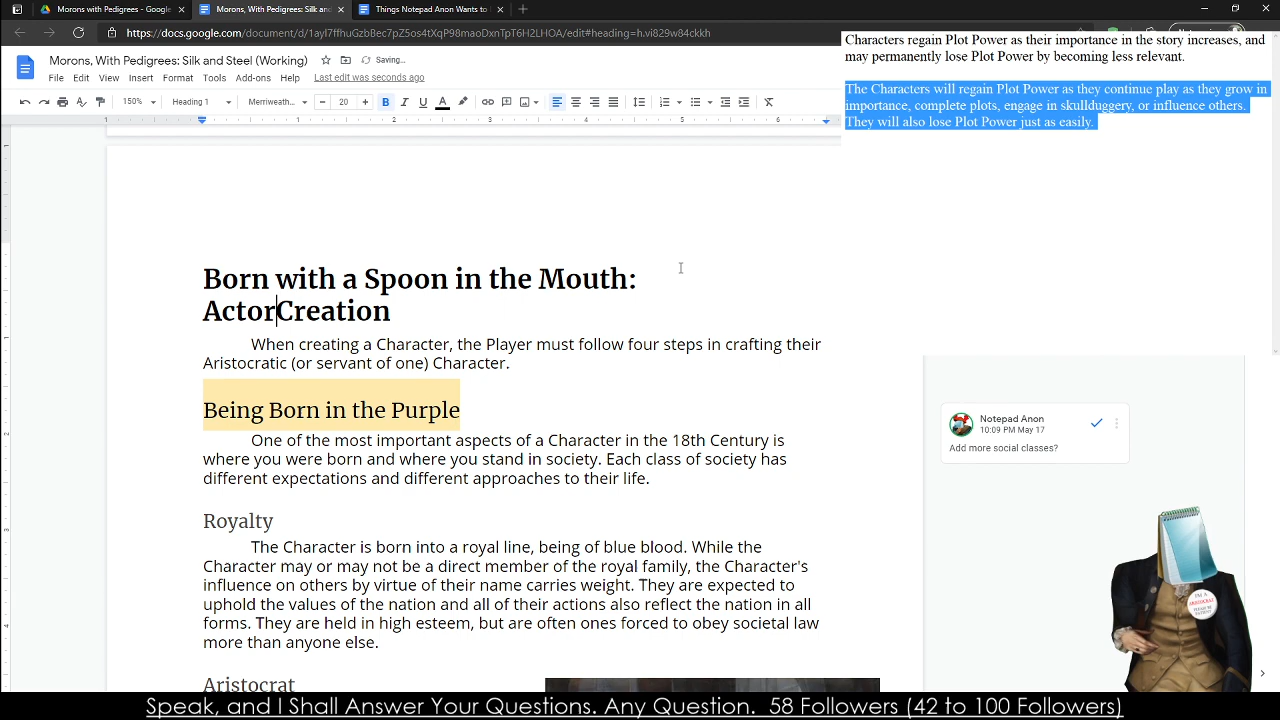 Morons with Pedigrees - Google
Morons, With Pedigrees: Silk and
Things Notepad Anon Wants to
https://docs.google.com/document/d/1ayI7ffhuGzbBec7pZ5os4tXqP98maoDxnTpT6H2LHOA/edit#heading=h.vi829w84ckkh
Morons, With Pedigrees: Silk and Steel (Working)
Saving...
File Edit View Insert Format Tools Add-ons Help Last edit was seconds ago
150% Heading 1 Merriweath... 20 B I U A
1 1 2 3 4 5 6
Characters regain Plot Power as their importance in the story increases, and
may permanently lose Plot Power by becoming less relevant.
The Characters will regain Plot Power as they continue play as they grow in
importance, complete plots, engage in skullduggery, or influence others.
They will also lose Plot Power just as easily.
Born with a Spoon in the Mouth:
ActorCreation
When creating a Character, the Player must follow four steps in crafting their
Aristocratic (or servant of one) Character.
Being Born in the Purple
One of the most important aspects of a Character in the 18th Century is
where you were born and where you stand in society. Each class of society has
different expectations and different approaches to their life.
Royalty
The Character is born into a royal line, being of blue blood. While the
Character may or may not be a direct member of the royal family, the Character's
influence on others by virtue of their name carries weight. They are expected to
uphold the values of the nation and all of their actions also reflect the nation in all
forms. They are held in high esteem, but are often ones forced to obey societal law
more than anyone else.
Aristocrat
Notepad Anon
10:09 PM May 17
Add more social classes?
I'M A
ARISTOCRAT
PLEASE BE
PATIENT
Speak, and I Shall Answer Your Questions. Any Question. 58 Followers (42 to 100 Followers)